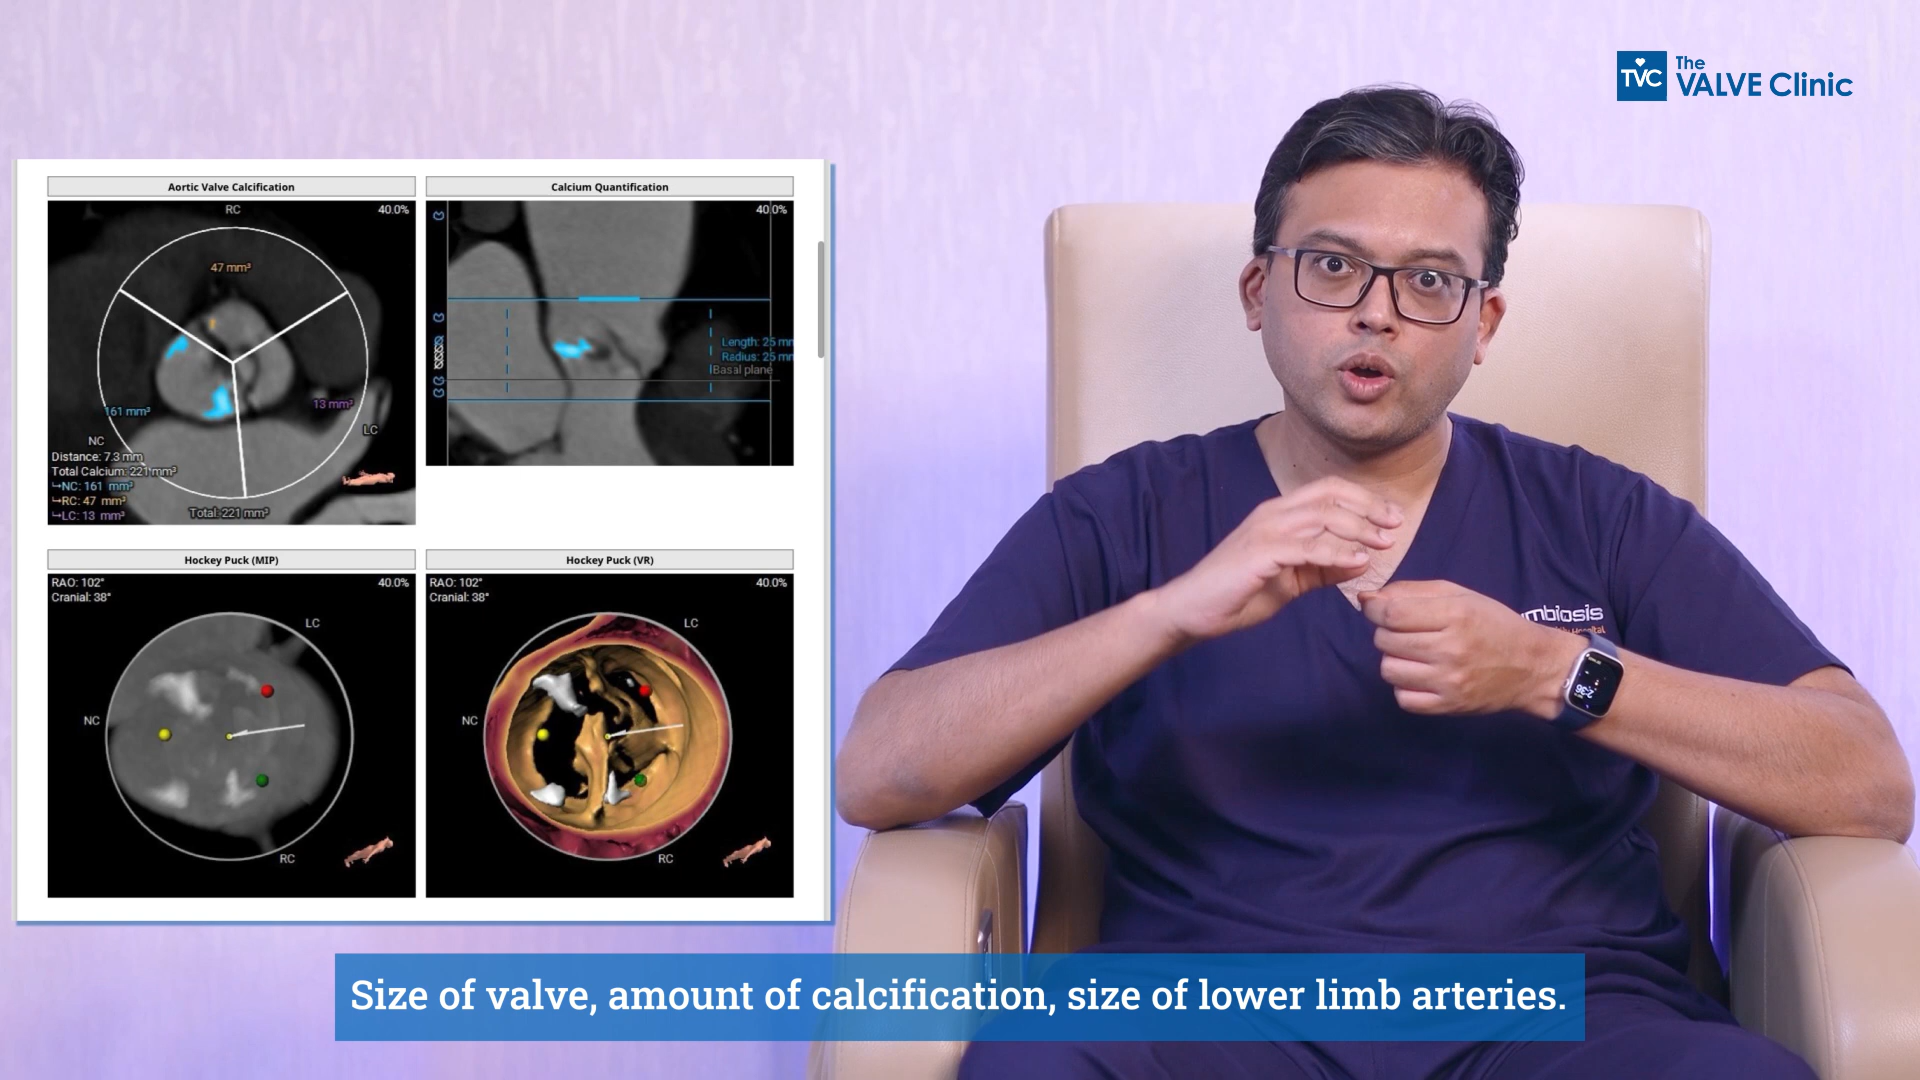 TVC
The
VALVE Clinic
Aortic Valve Calcification
RC
40.0%
47 mm³
161 mm³
13 mm³
LC
NC
Distance: 7.3 mm
Total Calcium: 221 mm³
↳NC: 161 mm³
↳RC: 47 mm³
↳LC: 13 mm³
Total: 221 mm³
Calcium Quantification
40.0%
Length: 25 mm
Radius: 25 mm
Basal plane
Hockey Puck (MIP)
RAO: 102°
Cranial: 38°
40.0%
LC
NC
RC
Hockey Puck (VR)
RAO: 102°
Cranial: 38°
40.0%
LC
NC
RC
mbiosis
Hospital
Size of valve, amount of calcification, size of lower limb arteries.